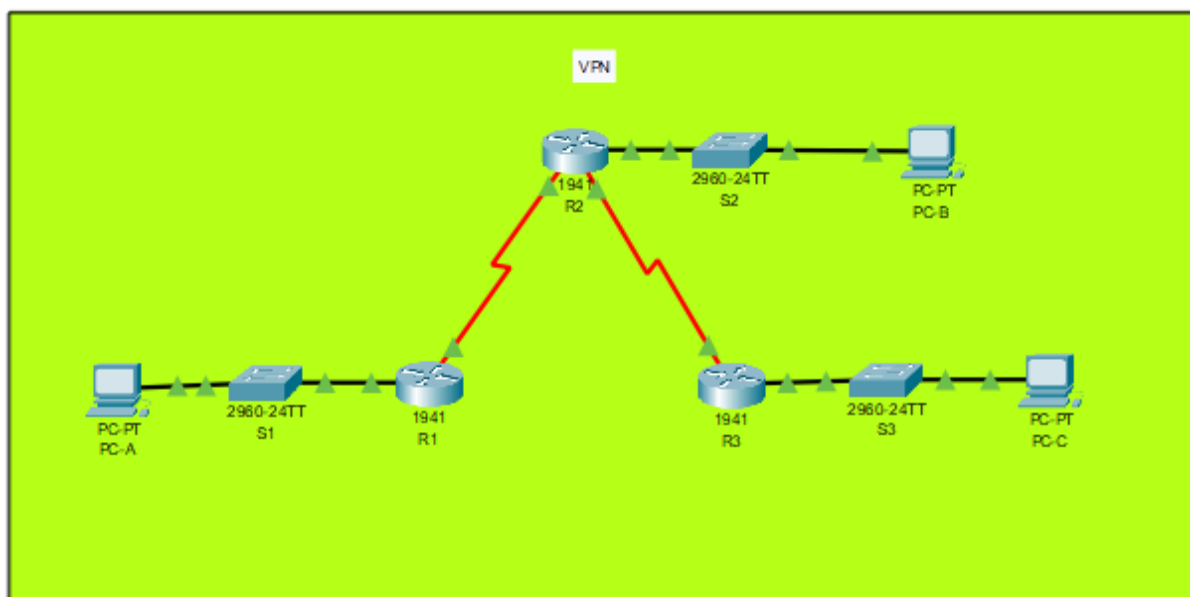 VPN
1941
R2
2960-24TT
S2
PC-PT
PC-B
PC-PT
PC-A
2960-24TT
S1
1941
R1
1941
R3
2960-24TT
S3
PC-PT
PC-C